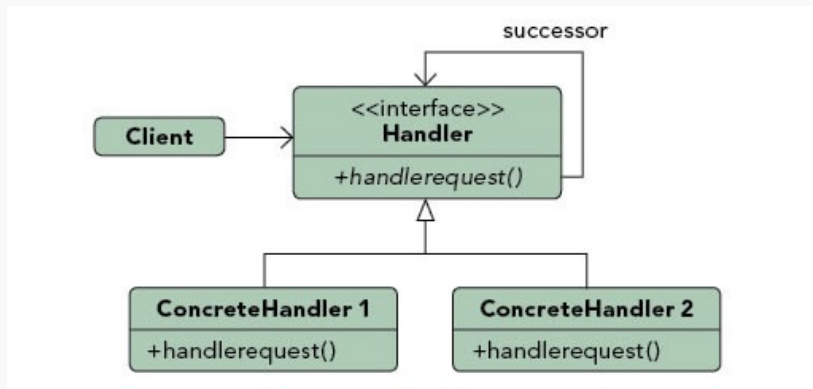 successor
<<interface>>
Handler
Client
+handlerequest()
ConcreteHandler 1
+handlerequest()
ConcreteHandler 2
+handlerequest()